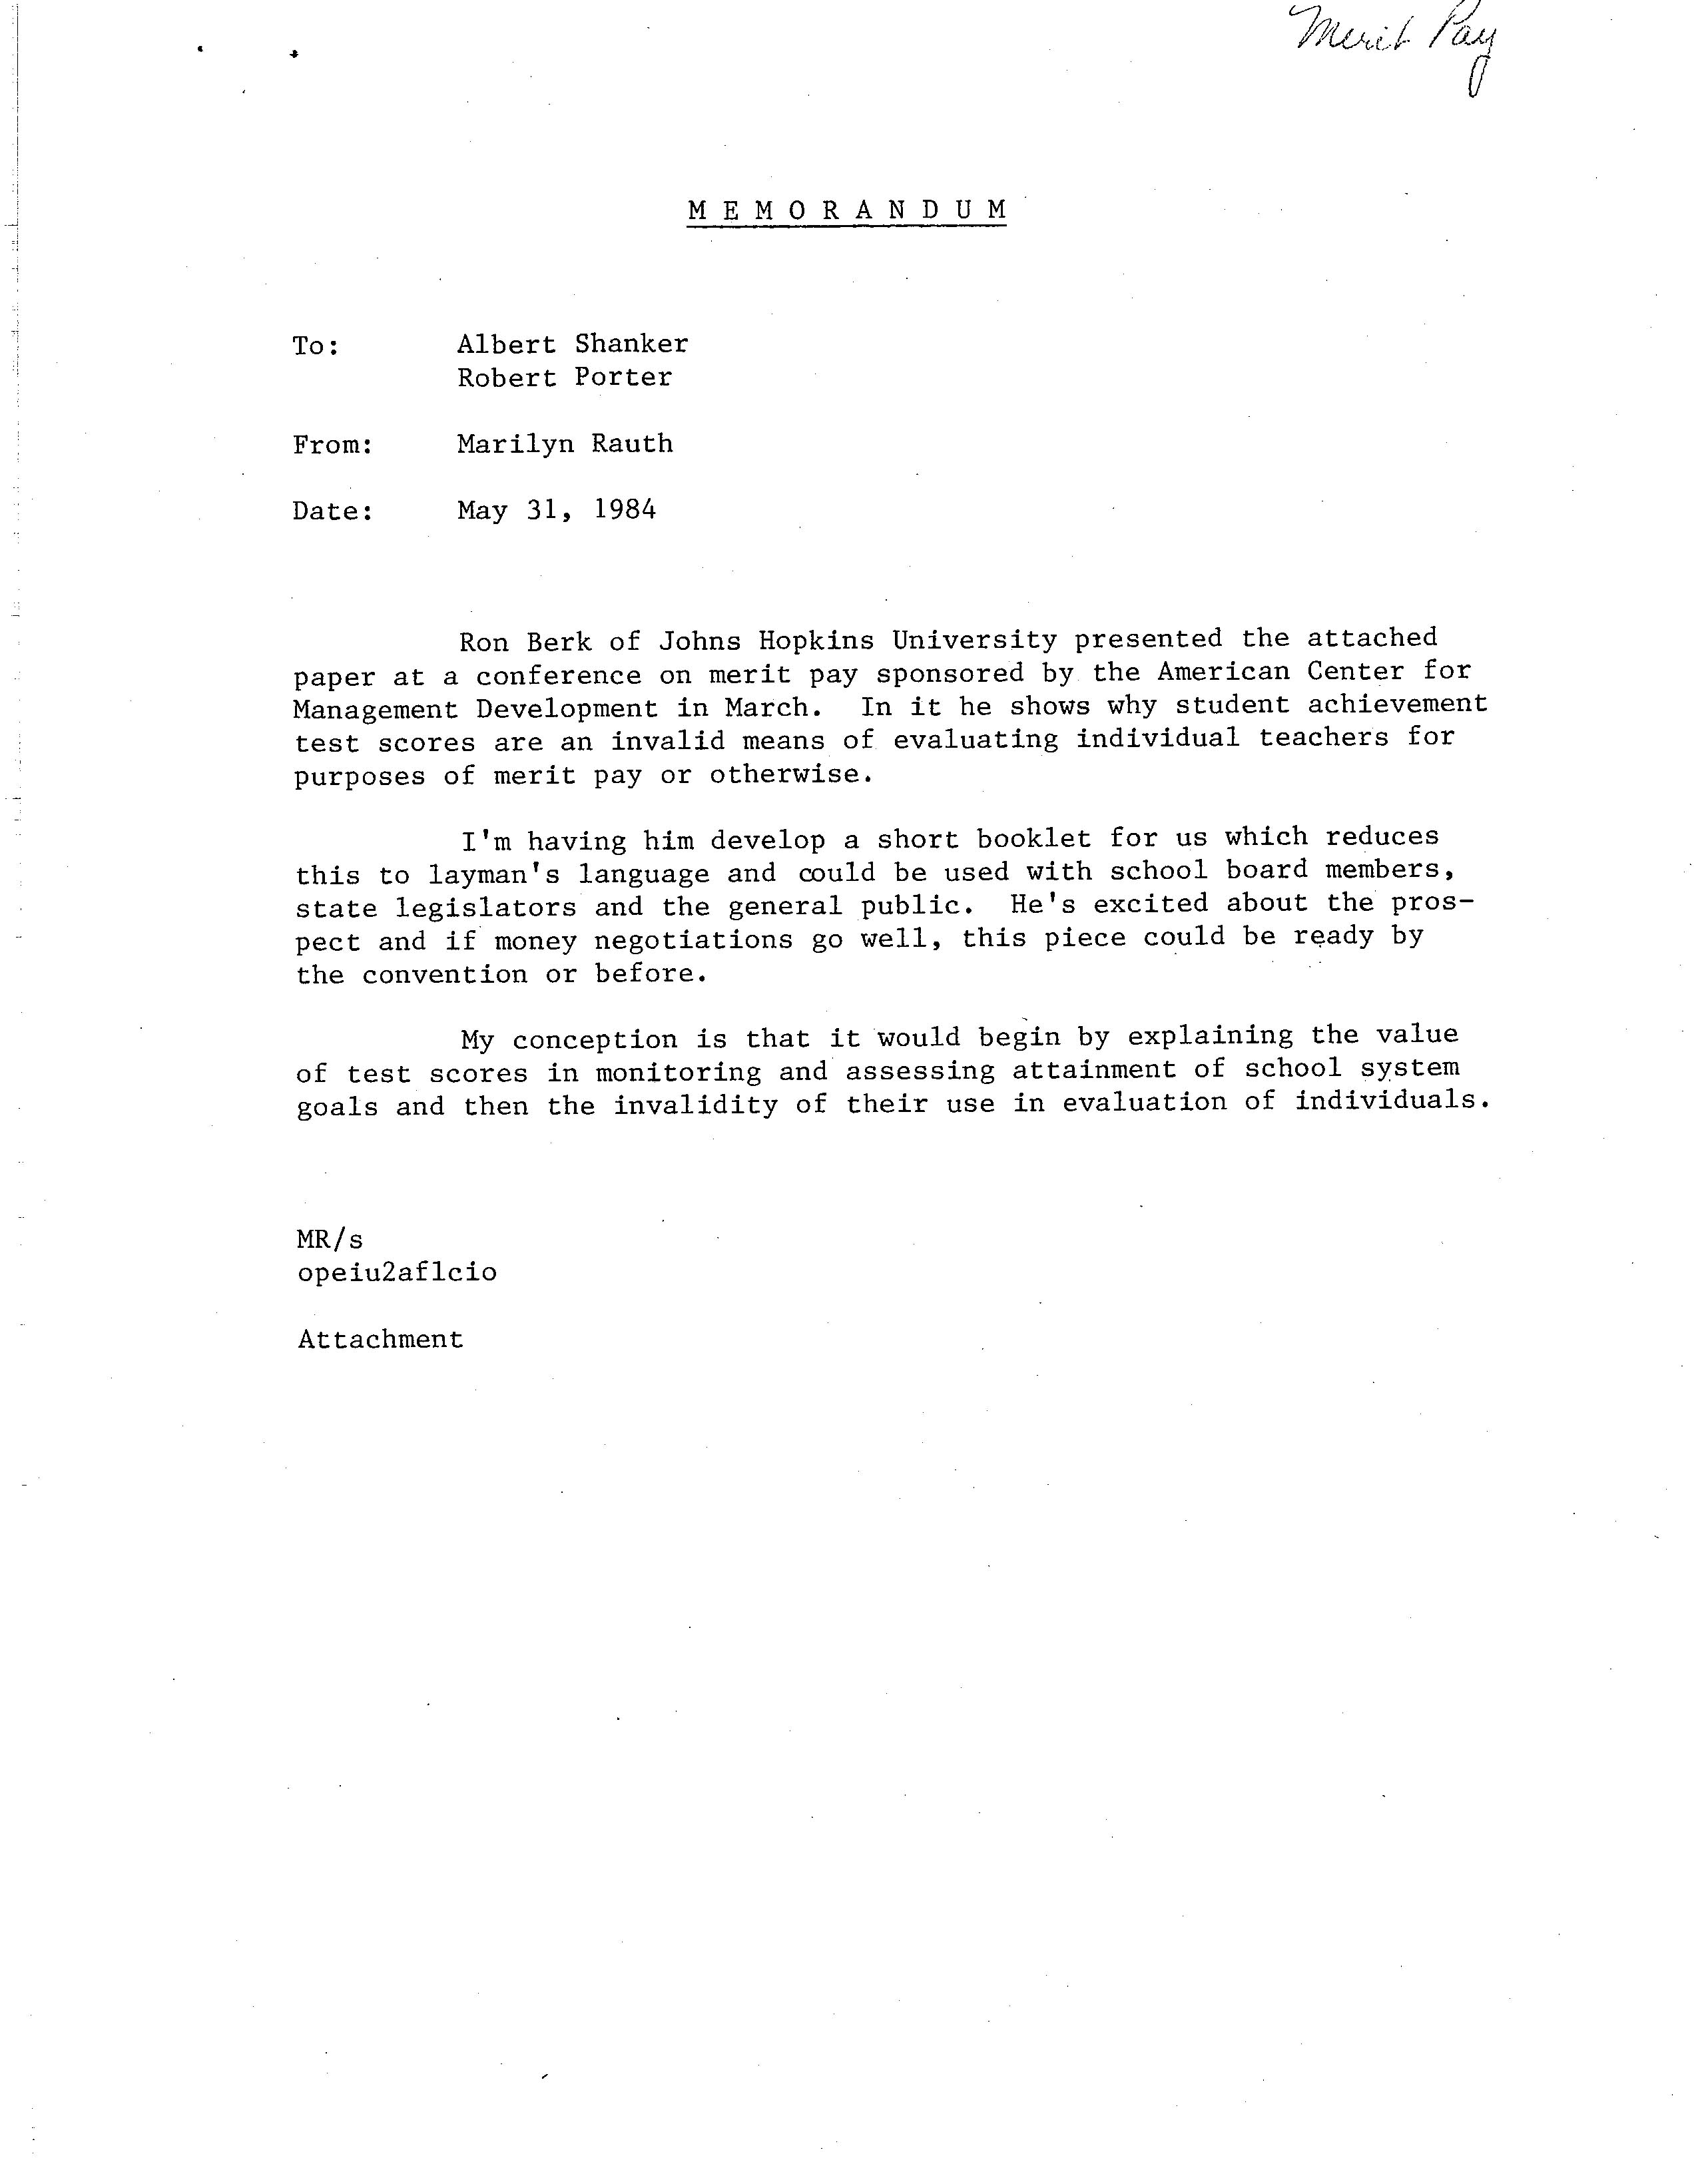 Merit Pay
MEMORANDUM
To: Albert Shanker
Robert Porter
From: Marilyn Rauth
Date: May 31, 1984
Ron Berk of Johns Hopkins University presented the attached
paper at a conference on merit pay sponsored by the American Center for
Management Development in March. In it he shows why student achievement
test scores are an invalid means of evaluating individual teachers for
purposes of merit pay or otherwise.
I'm having him develop a short booklet for us which reduces
this to layman's language and could be used with school board members,
state legislators and the general public. He's excited about the pros-
pect and if money negotiations go well, this piece could be ready by
the convention or before.
My conception is that it would begin by explaining the value
of test scores in monitoring and assessing attainment of school system
goals and then the invalidity of their use in evaluation of individuals.
MR/s
opeiu2aflcio
Attachment